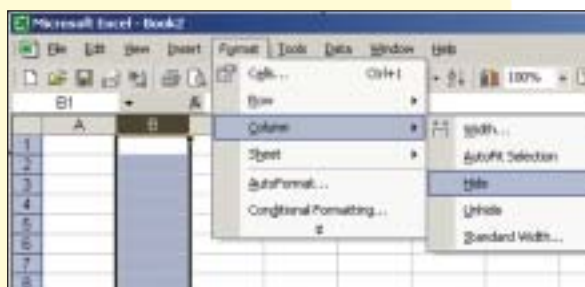 Microsoft Excel - Book2
File Edit View Insert Format Tools Data Window Help
100%
B1
A B
Cells... Ctrl+1
Row
Column
Sheet
AutoFormat...
Conditional Formatting...
Width...
AutoFit Selection
Hide
Unhide
Standard Width...
1
2
3
4
5
6
7
8